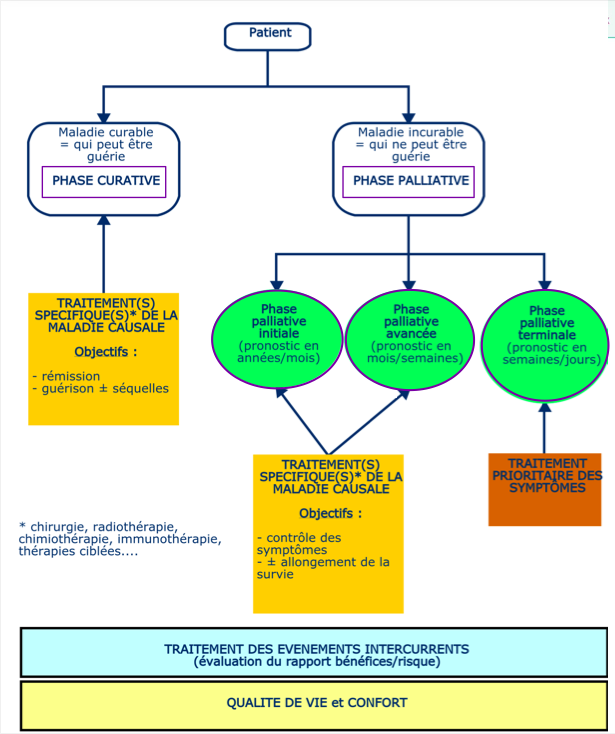 Patient
Maladie curable
= qui peut être
guérie
PHASE CURATIVE
Maladie incurable
= qui ne peut être
guérie
PHASE PALLIATIVE
TRAITEMENT(S)
SPECIFIQUE(S)* DE LA
MALADIE CAUSALE
Objectifs :
- rémission
- guérison ± séquelles
Phase
palliative
initiale
(pronostic en
années/mois)
Phase
palliative
avancée
(pronostic en
mois/semaines)
Phase
palliative
terminale
(pronostic en
semaines/jours)
TRAITEMENT(S)
SPECIFIQUE(S)* DE LA
MALADIE CAUSALE
Objectifs :
- contrôle des
symptômes
- ± allongement de la
survie
TRAITEMENT
PRIORITAIRE DES
SYMPTÔMES
* chirurgie, radiothérapie,
chimiothérapie, immunothérapie,
thérapies ciblées....
TRAITEMENT DES EVENEMENTS INTERCURRENTS
(évaluation du rapport bénéfices/risque)
QUALITE DE VIE et CONFORT